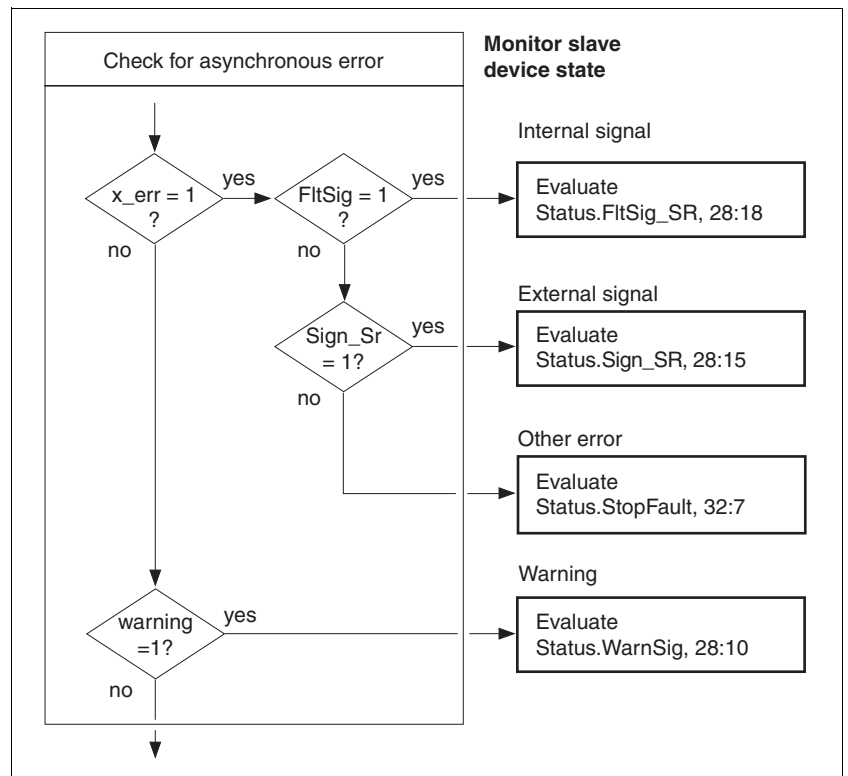 Check for asynchronous error
Monitor slave
device state
Internal signal
x_err = 1
?
yes
no
FltSig = 1
?
yes
no
Evaluate
Status.FltSig_SR, 28:18
External signal
Sign_Sr
= 1?
yes
no
Evaluate
Status.Sign_SR, 28:15
Other error
Evaluate
Status.StopFault, 32:7
Warning
warning
=1?
yes
no
Evaluate
Status.WarnSig, 28:10